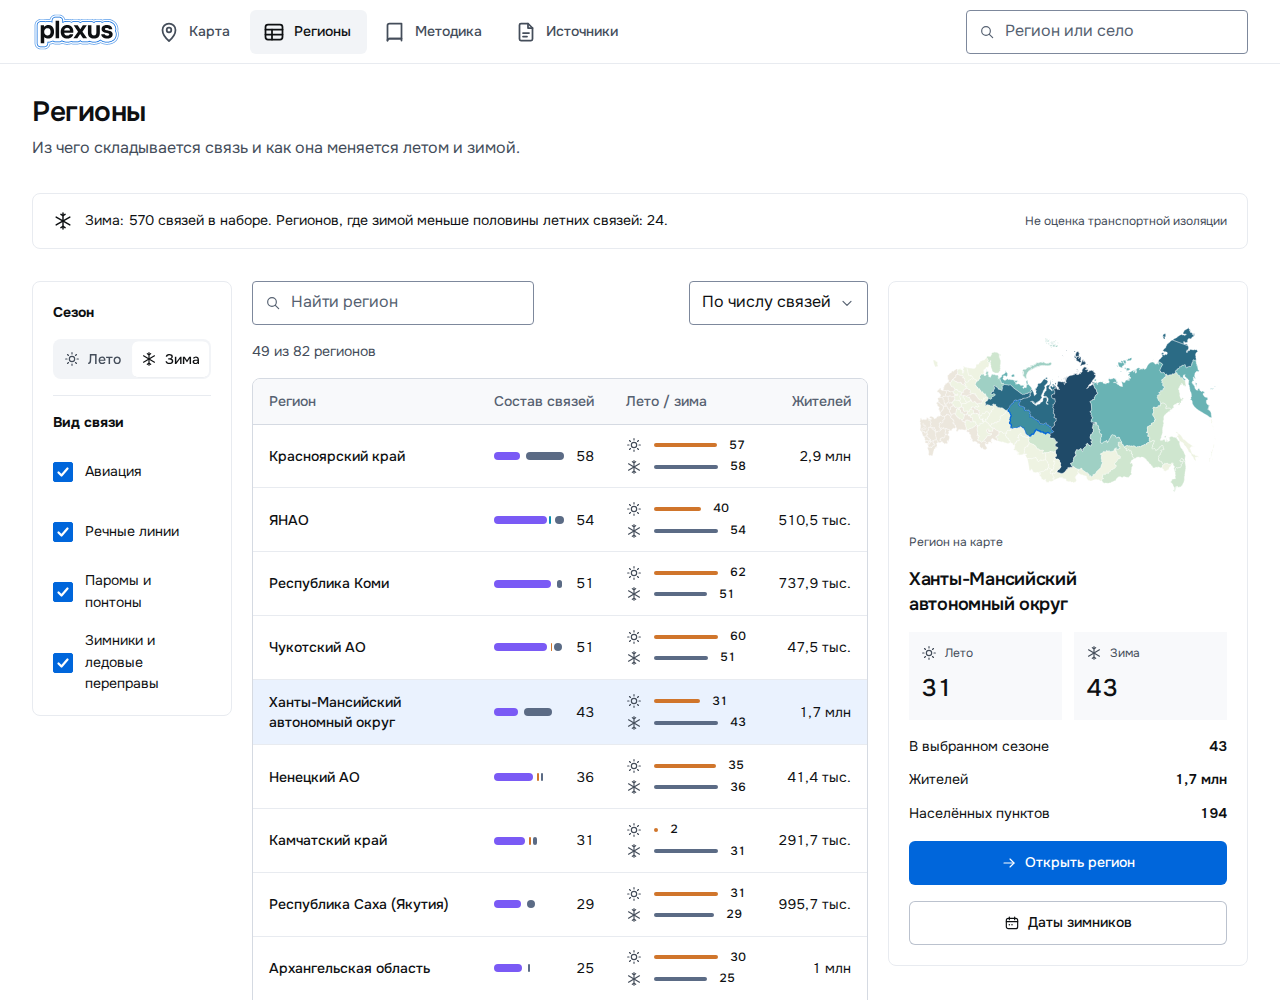 plexus
Карта
Регионы
Методика
Источники
Регион или село
Регионы
Из чего складывается связь и как она меняется летом и зимой.
Зима: 570 связей в наборе. Регионов, где зимой меньше половины летних связей: 24.
Не оценка транспортной изоляции
Сезон
Лето
Зима
Вид связи
Авиация
Речные линии
Паромы и
понтоны
Зимники и
ледовые
переправы
Найти регион
По числу связей
49 из 82 регионов
Регион
Состав связей
Лето / зима
Жителей
Красноярский край
58
57
58
2,9 млн
ЯНАО
54
40
54
510,5 тыс.
Республика Коми
51
62
51
737,9 тыс.
Чукотский АО
51
60
51
47,5 тыс.
Ханты-Мансийский
автономный округ
43
31
43
1,7 млн
Ненецкий АО
36
35
36
41,4 тыс.
Камчатский край
31
2
31
291,7 тыс.
Республика Саха (Якутия)
29
31
29
995,7 тыс.
Архангельская область
25
30
25
1 млн
Регион на карте
Ханты-Мансийский
автономный округ
Лето
31
Зима
43
В выбранном сезоне
43
Жителей
1,7 млн
Населённых пунктов
194
Открыть регион
Даты зимников